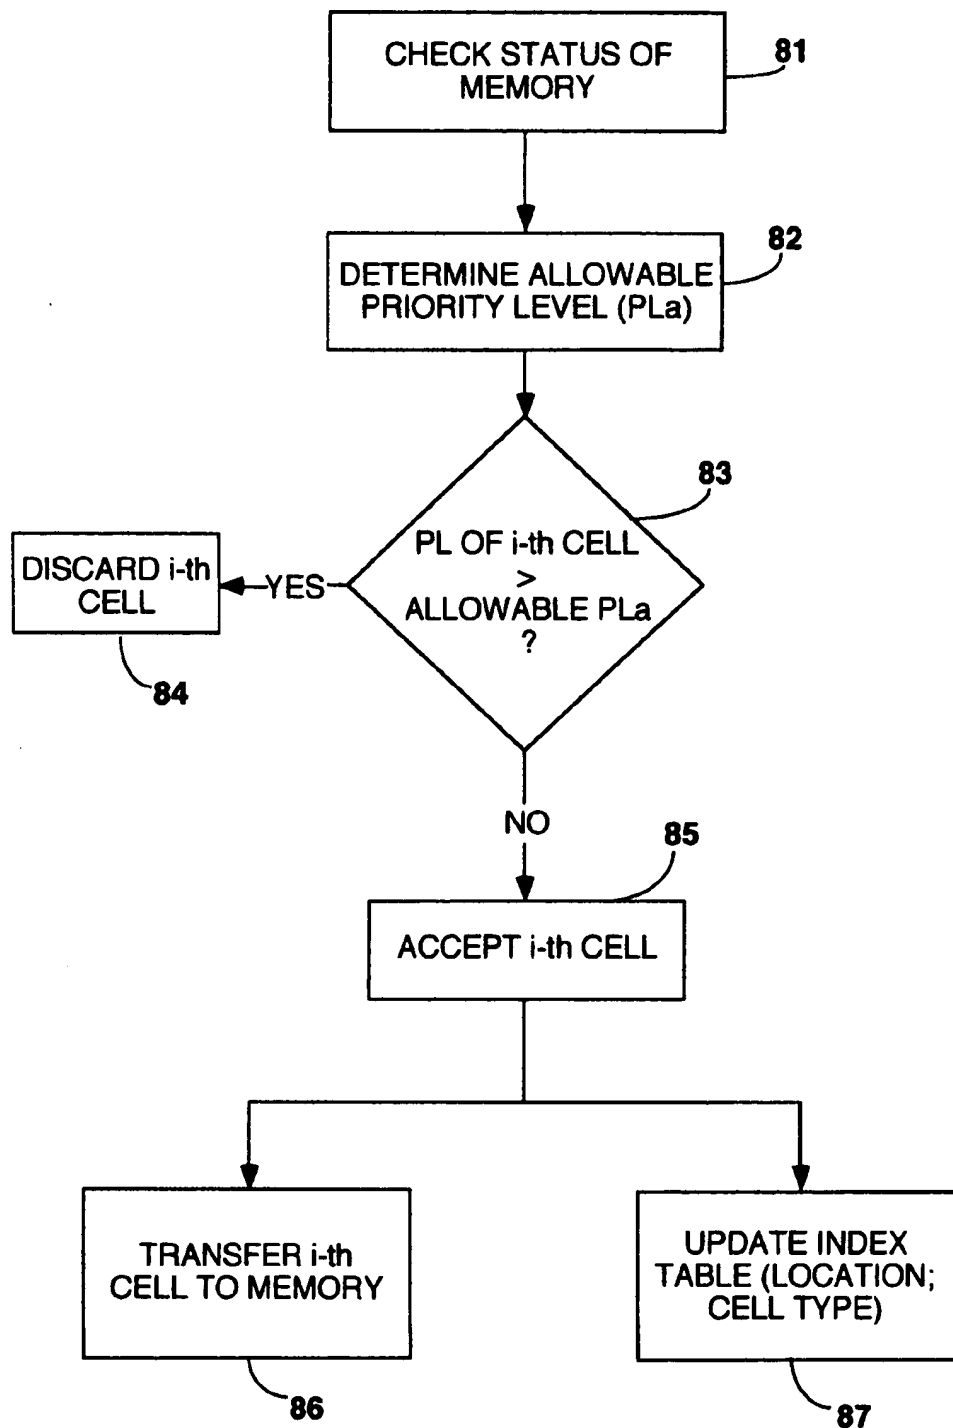 CHECK STATUS OF
MEMORY
81
DETERMINE ALLOWABLE
PRIORITY LEVEL (PLa)
82
PL OF i-th CELL
>
ALLOWABLE PLa
?
83
YES
DISCARD i-th
CELL
84
NO
ACCEPT i-th CELL
85
TRANSFER i-th
CELL TO MEMORY
86
UPDATE INDEX
TABLE (LOCATION;
CELL TYPE)
87